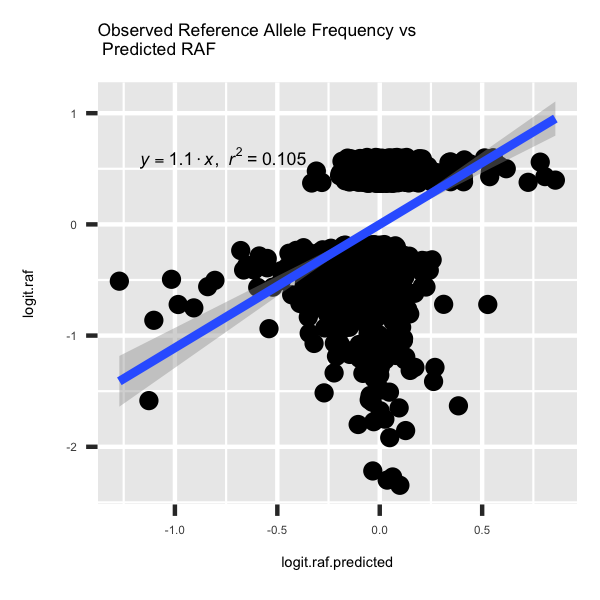 Observed Reference Allele Frequency vs
Predicted RAF
y = 1.1 · x, r² = 0.105
1
0
-1
-2
logit.raf
-1.0 -0.5 0.0 0.5
logit.raf.predicted